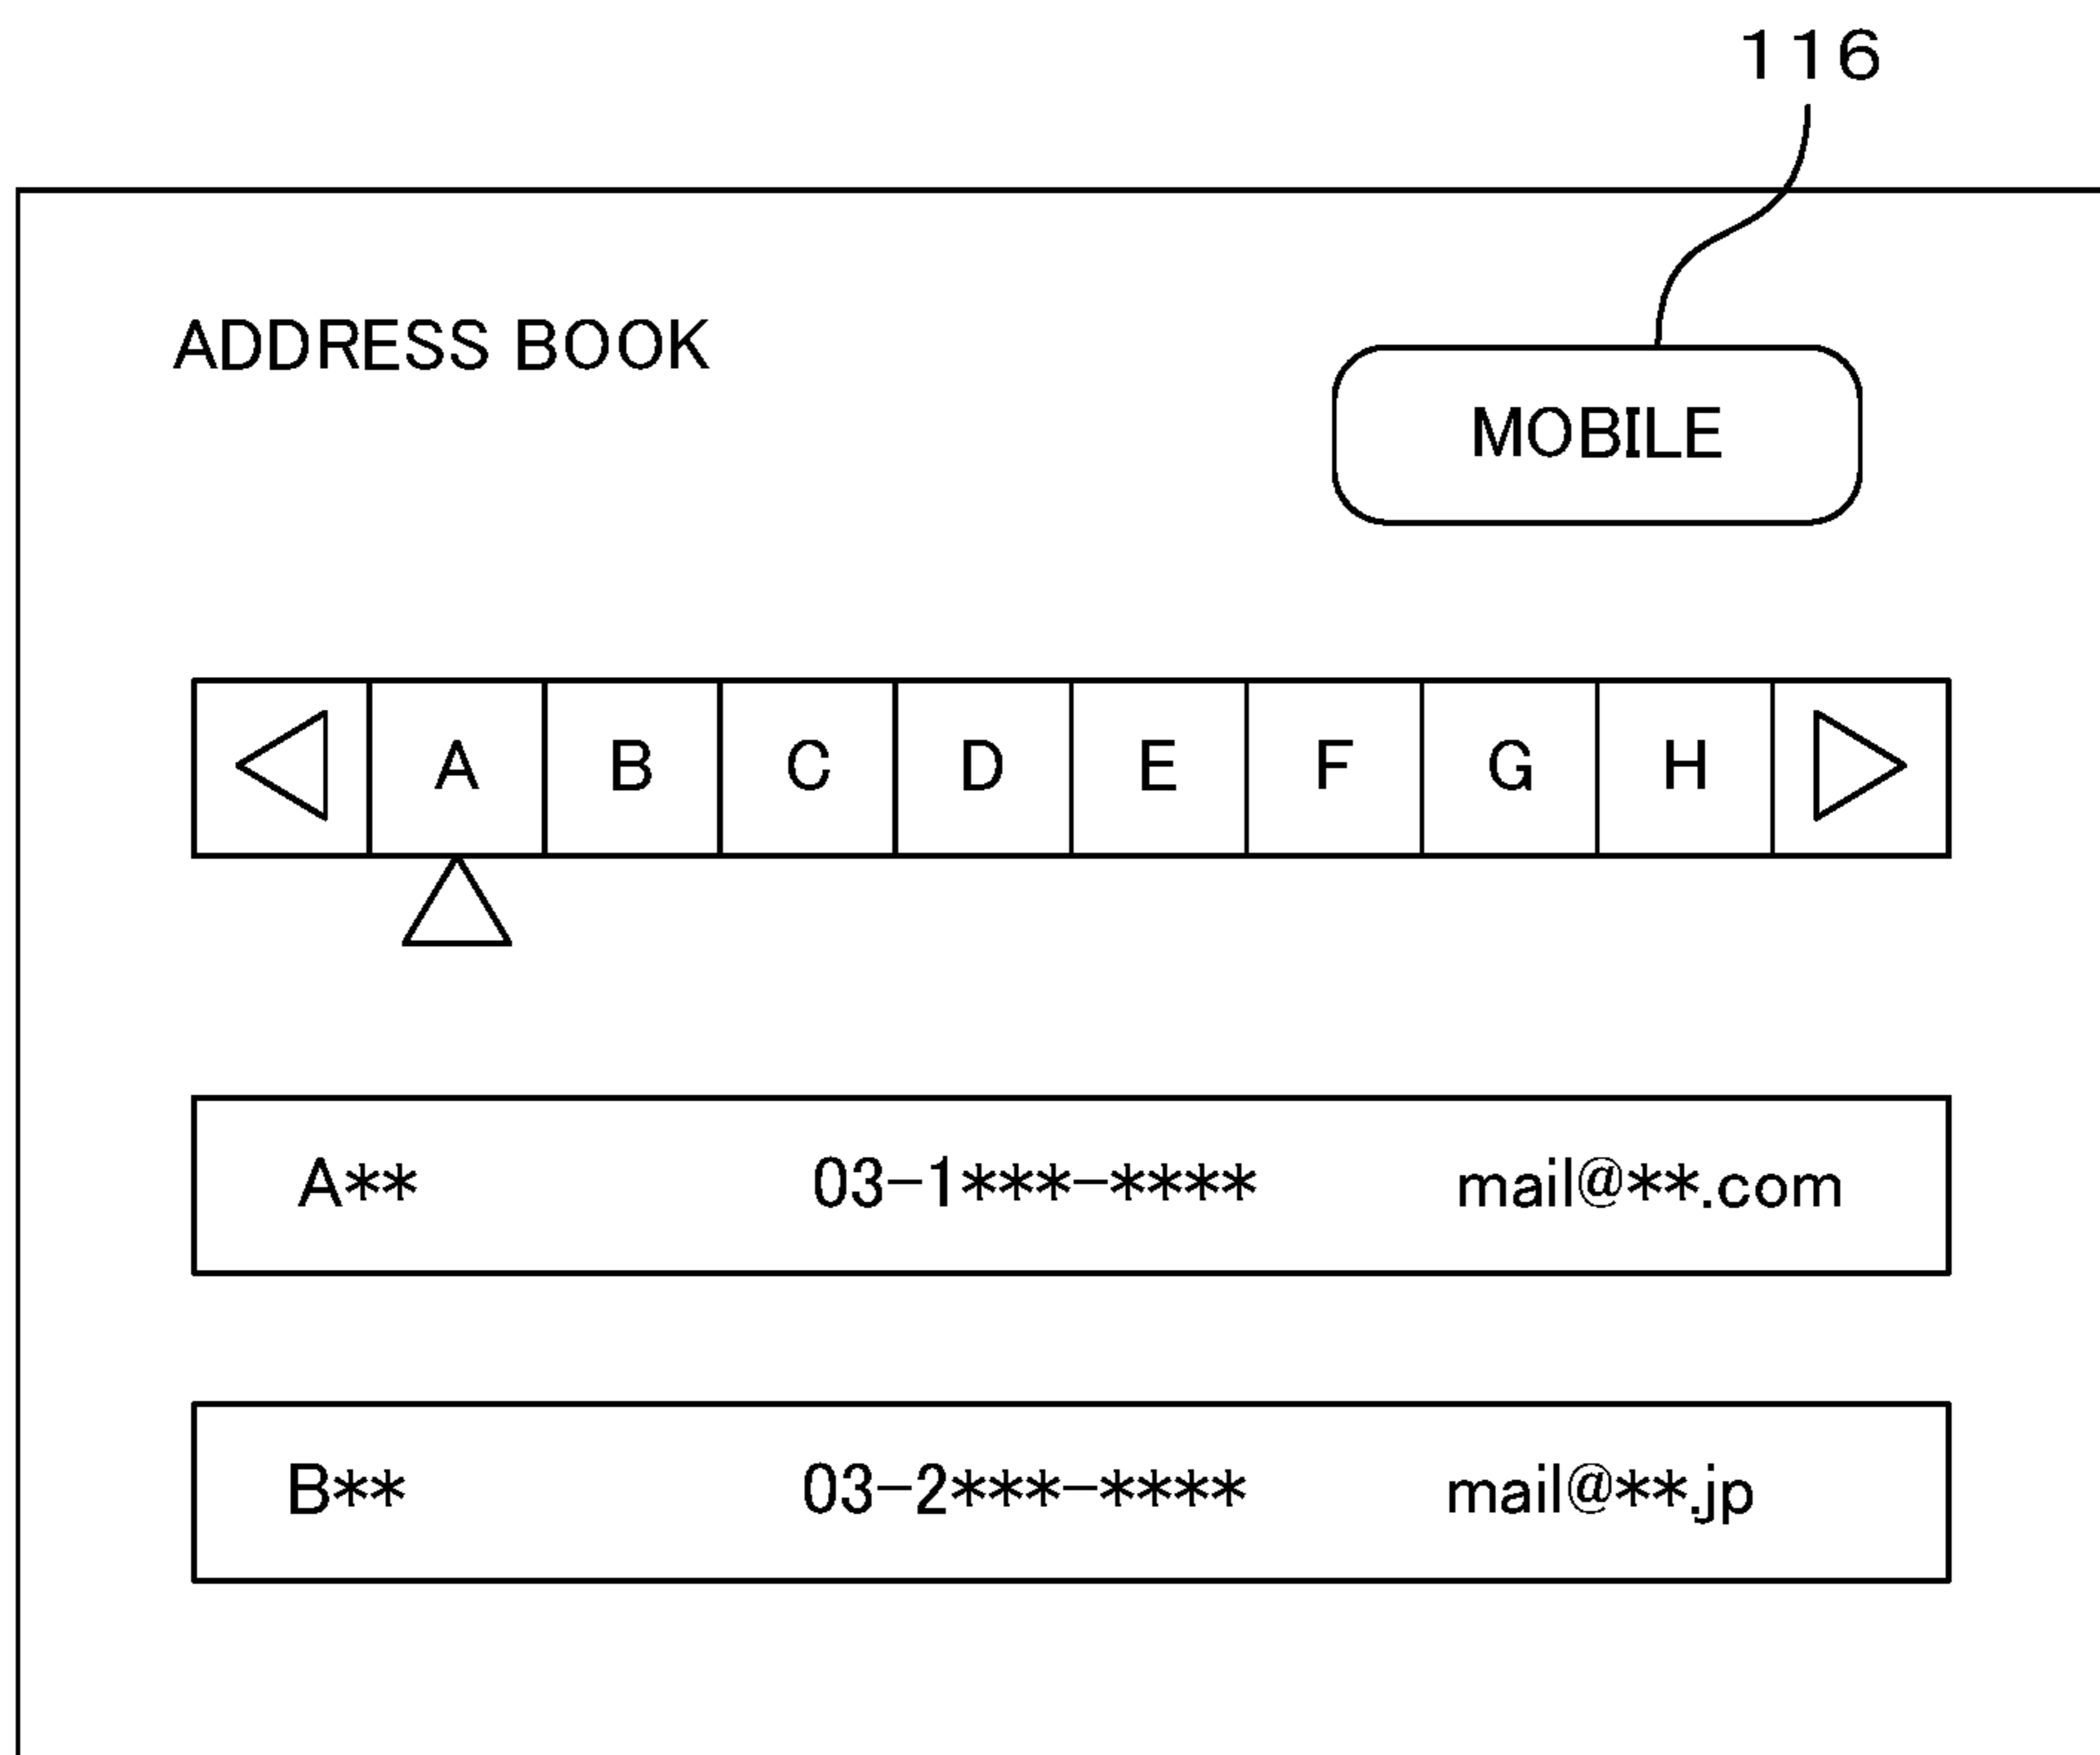 116
ADDRESS BOOK
MOBILE
A B C D E F G H
A** 03-1***-**** mail@**.com
B** 03-2***-**** mail@**.jp